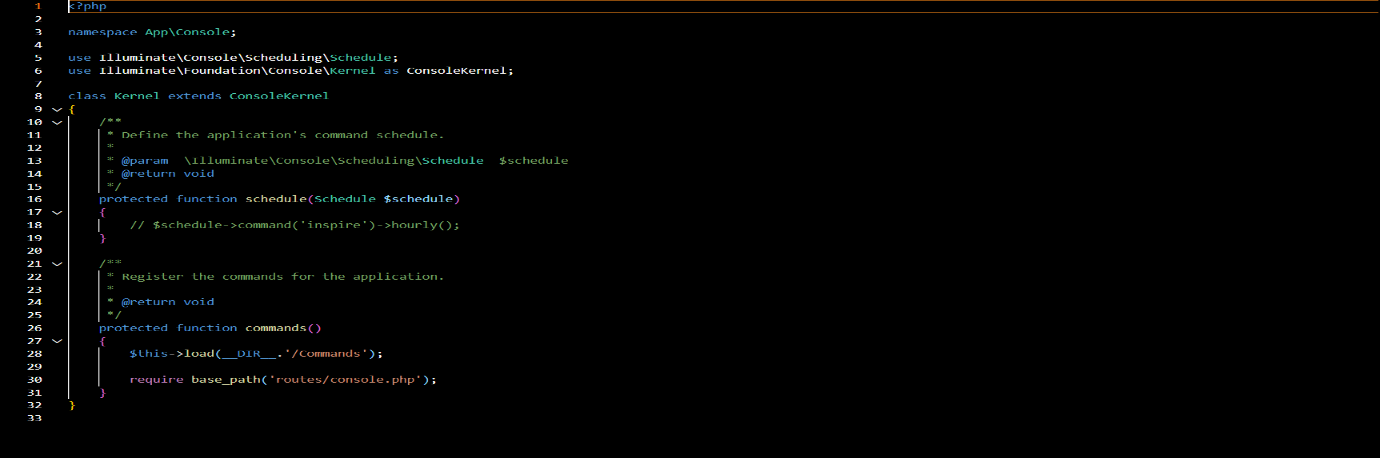 1 <?php
2
3 namespace App\Console;
4
5 use Illuminate\Console\Scheduling\Schedule;
6 use Illuminate\Foundation\Console\Kernel as ConsoleKernel;
7
8 class Kernel extends ConsoleKernel
9 {
10     /**
11      * Define the application's command schedule.
12      *
13      * @param  \Illuminate\Console\Scheduling\Schedule  $schedule
14      * @return void
15      */
16     protected function schedule(Schedule $schedule)
17     {
18         // $schedule->command('inspire')->hourly();
19     }
20
21     /**
22      * Register the commands for the application.
23      *
24      * @return void
25      */
26     protected function commands()
27     {
28         $this->load(__DIR__.'/Commands');
29
30         require base_path('routes/console.php');
31     }
32 }
33